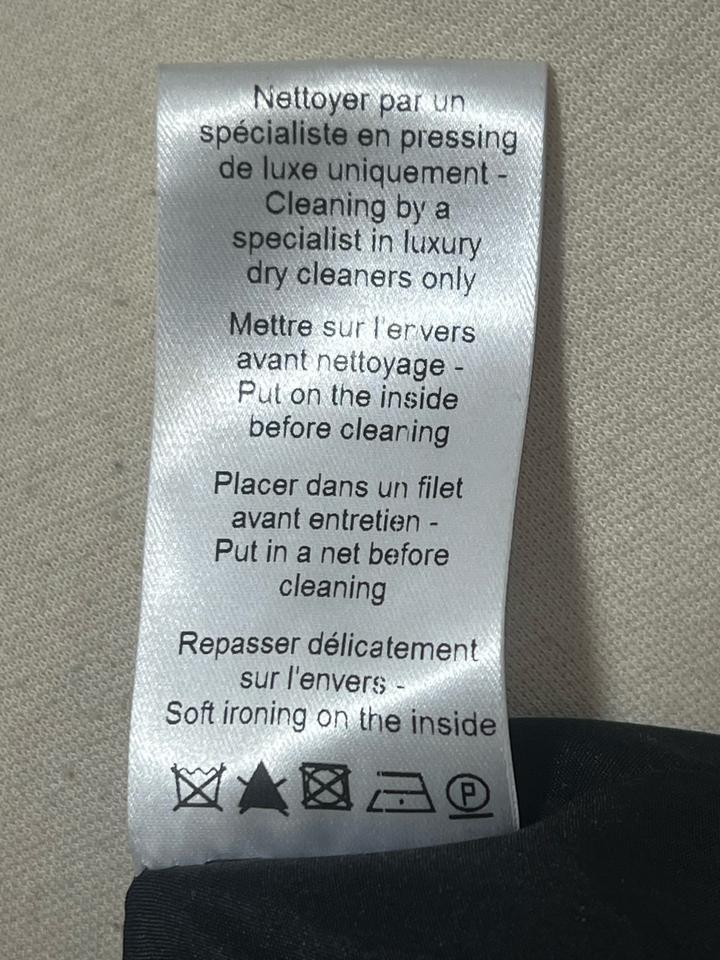 Nettoyer par un
spécialiste en pressing
de luxe uniquement -
Cleaning by a
specialist in luxury
dry cleaners only
Mettre sur l'envers
avant nettoyage -
Put on the inside
before cleaning
Placer dans un filet
avant entretien -
Put in a net before
cleaning
Repasser délicatement
sur l'envers -
Soft ironing on the inside
P